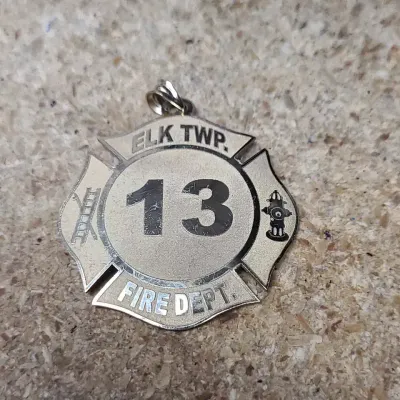 ELK TWP.
13
FIRE DEPT.